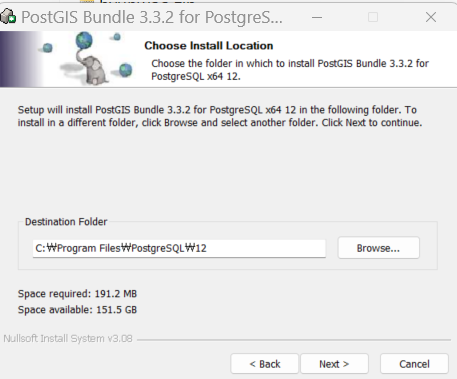 PostGIS Bundle 3.3.2 for PostgreS...
Choose Install Location
Choose the folder in which to install PostGIS Bundle 3.3.2 for
PostgreSQL x64 12.
Setup will install PostGIS Bundle 3.3.2 for PostgreSQL x64 12 in the following folder. To
install in a different folder, click Browse and select another folder. Click Next to continue.
Destination Folder
C:₩Program Files₩PostgreSQL₩12
Browse...
Space required: 191.2 MB
Space available: 151.5 GB
Nullsoft Install System v3.08
< Back
Next >
Cancel